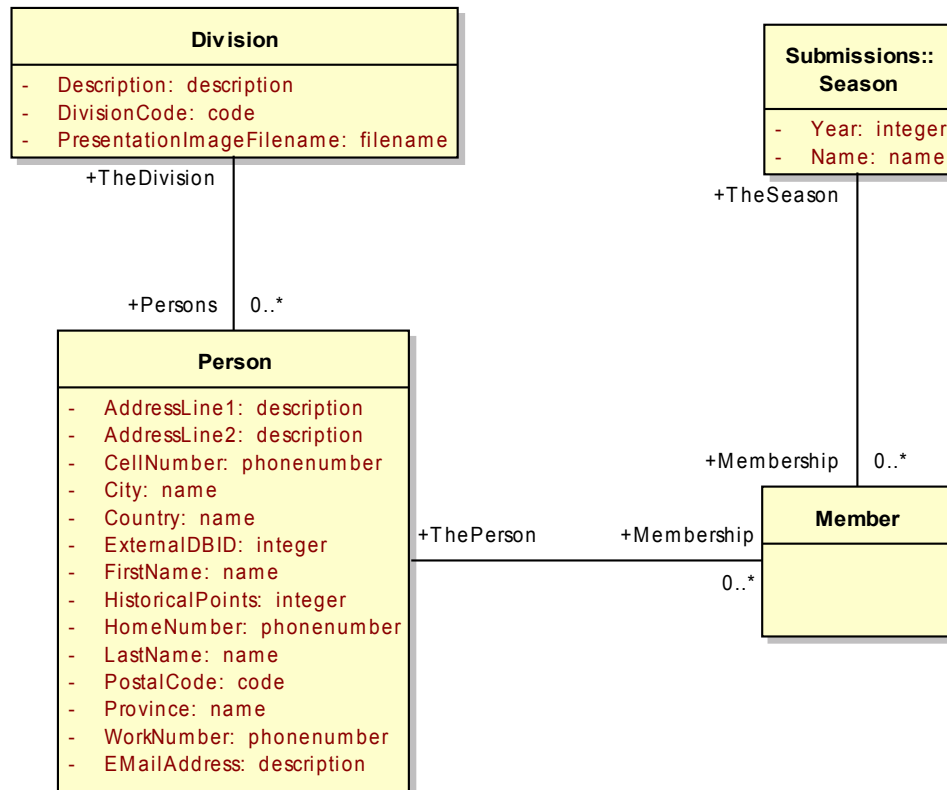 Division
- Description: description
- DivisionCode: code
- PresentationImageFilename: filename
Submissions::
Season
- Year: integer
- Name: name
+TheDivision
+TheSeason
+Persons 0..*
Person
- AddressLine1: description
- AddressLine2: description
- CellNumber: phonenumber
- City: name
- Country: name
- ExternalDBID: integer
- FirstName: name
- HistoricalPoints: integer
- HomeNumber: phonenumber
- LastName: name
- PostalCode: code
- Province: name
- WorkNumber: phonenumber
- EMailAddress: description
+Membership 0..*
Member
+ThePerson +Membership
0..*